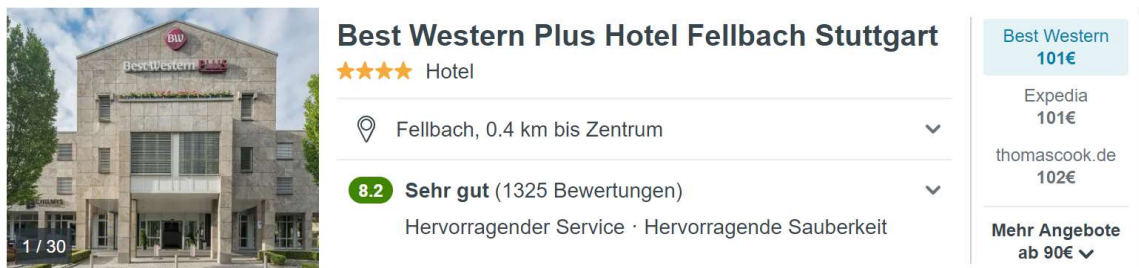 BW
Best Western PLUS
1 / 30
Best Western Plus Hotel Fellbach Stuttgart
Hotel
Fellbach, 0.4 km bis Zentrum
8.2 Sehr gut (1325 Bewertungen)
Hervorragender Service · Hervorragende Sauberkeit
Best Western
101€
Expedia
101€
thomascook.de
102€
Mehr Angebote
ab 90€